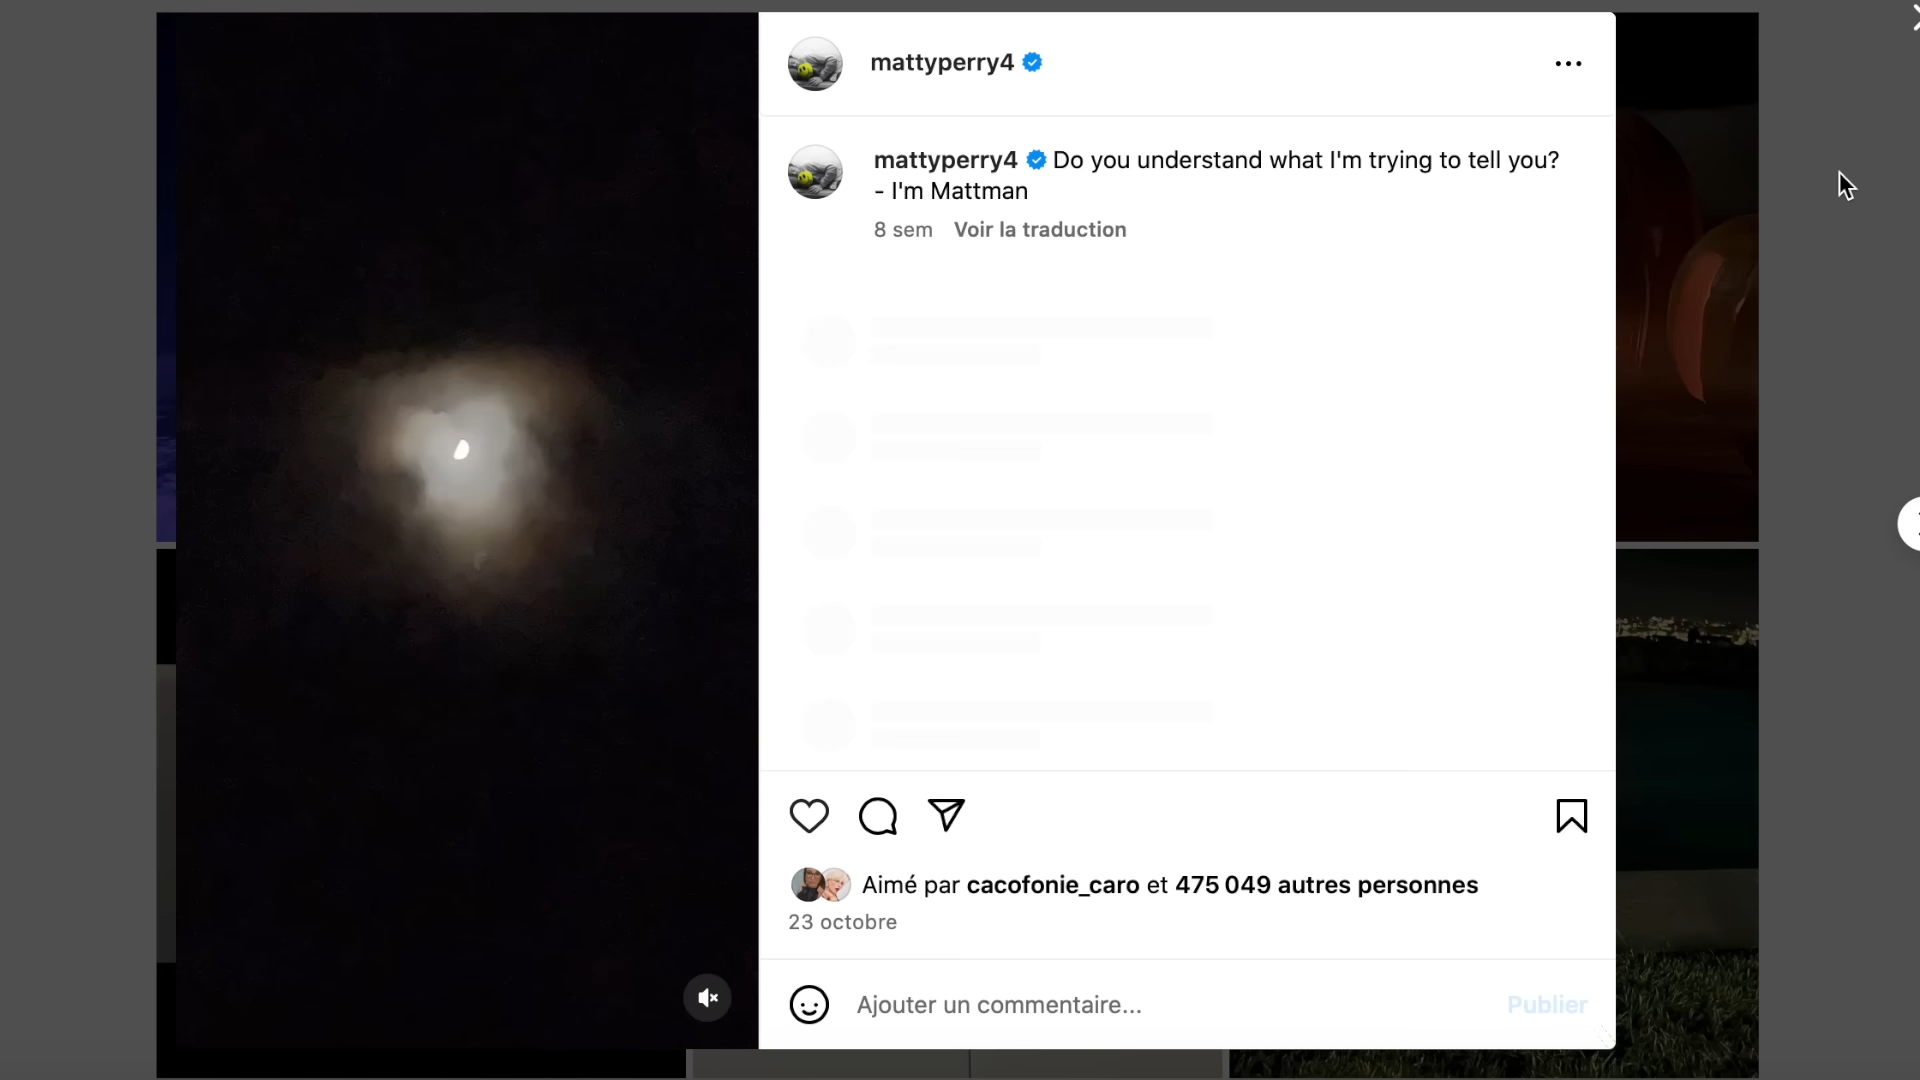 mattyperry4
mattyperry4 Do you understand what I'm trying to tell you?
- I'm Mattman
8 sem Voir la traduction
Aimé par cacofonie_caro et 475 049 autres personnes
23 octobre
Ajouter un commentaire...
Publier